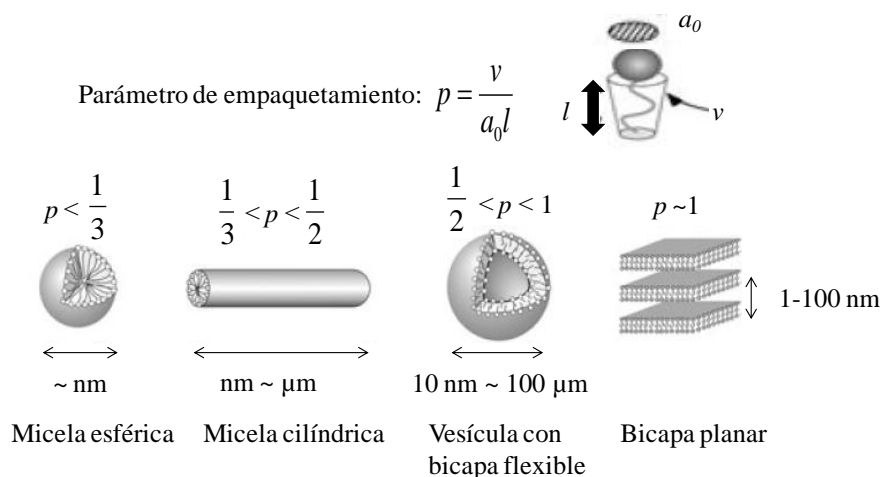 a₀
Parámetro de empaquetamiento: p = v / a₀l
l
v
p < 1/3
1/3 < p < 1/2
1/2 < p < 1
p ~1
1-100 nm
~ nm
nm ~ μm
10 nm ~ 100 μm
Micela esférica
Micela cilíndrica
Vesícula con
bicapa flexible
Bicapa planar